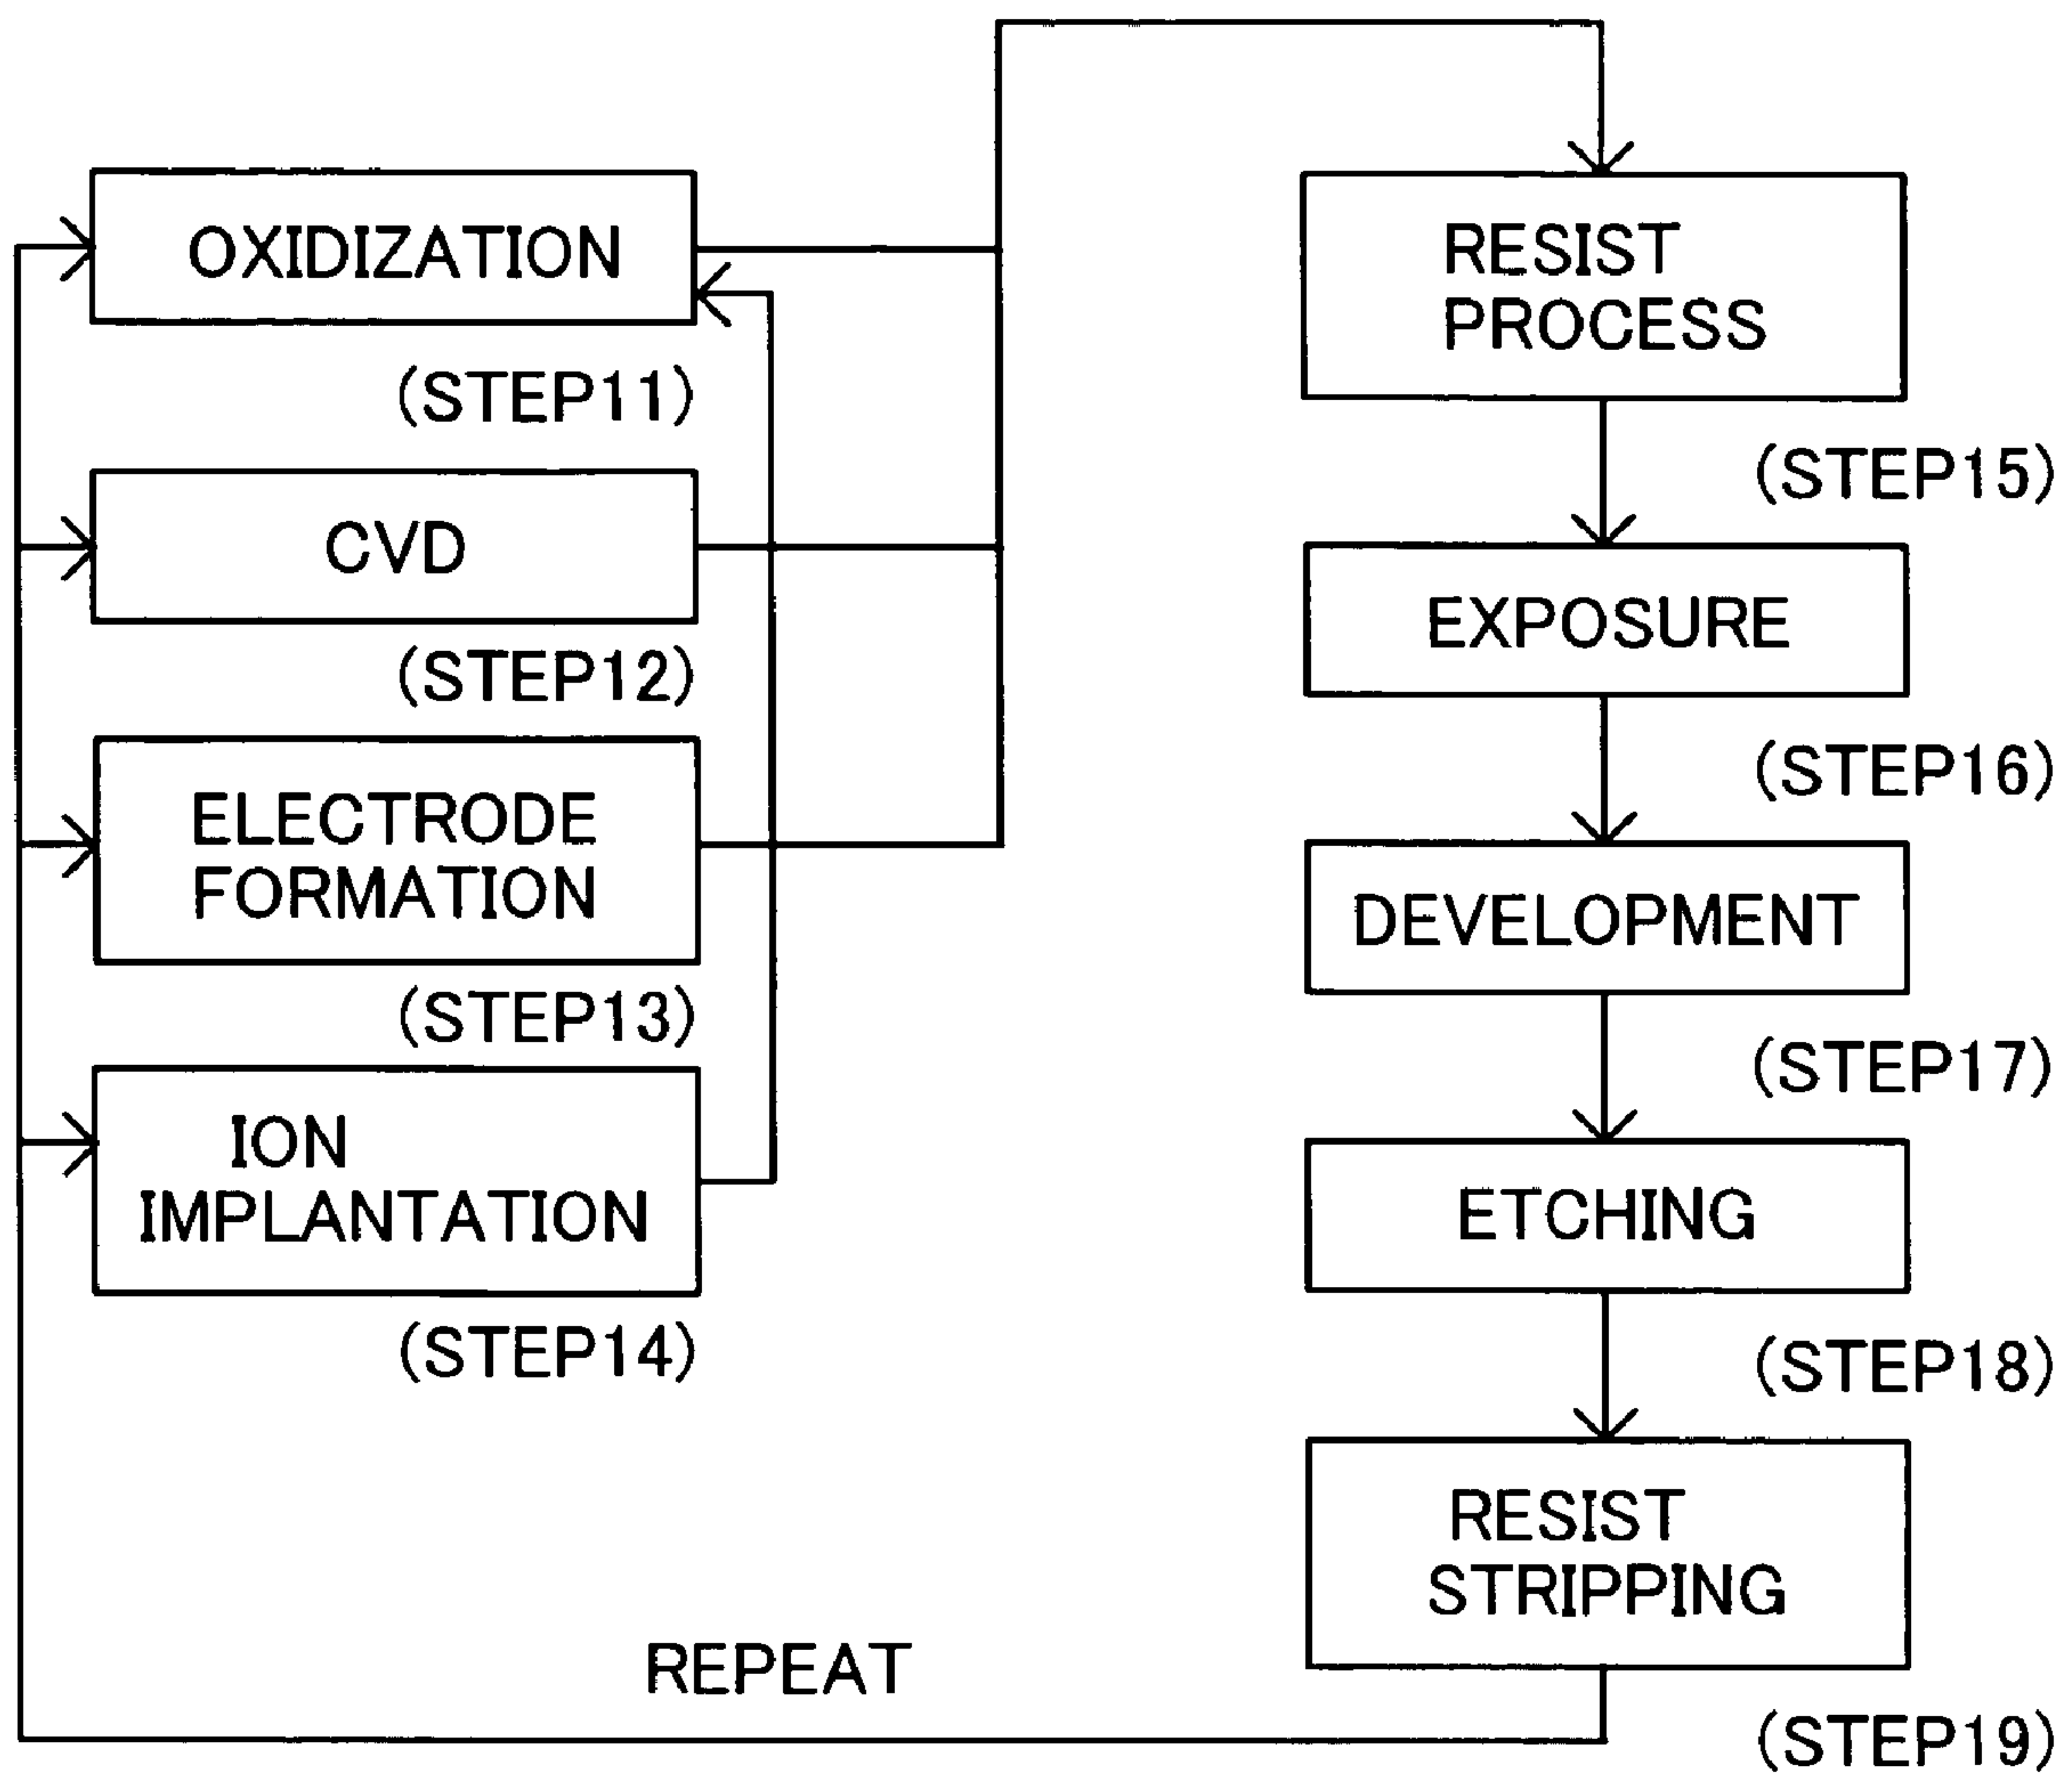 OXIDIZATION
(STEP11)
CVD
(STEP12)
ELECTRODE
FORMATION
(STEP13)
ION
IMPLANTATION
(STEP14)
RESIST
PROCESS
(STEP15)
EXPOSURE
(STEP16)
DEVELOPMENT
(STEP17)
ETCHING
(STEP18)
RESIST
STRIPPING
(STEP19)
REPEAT